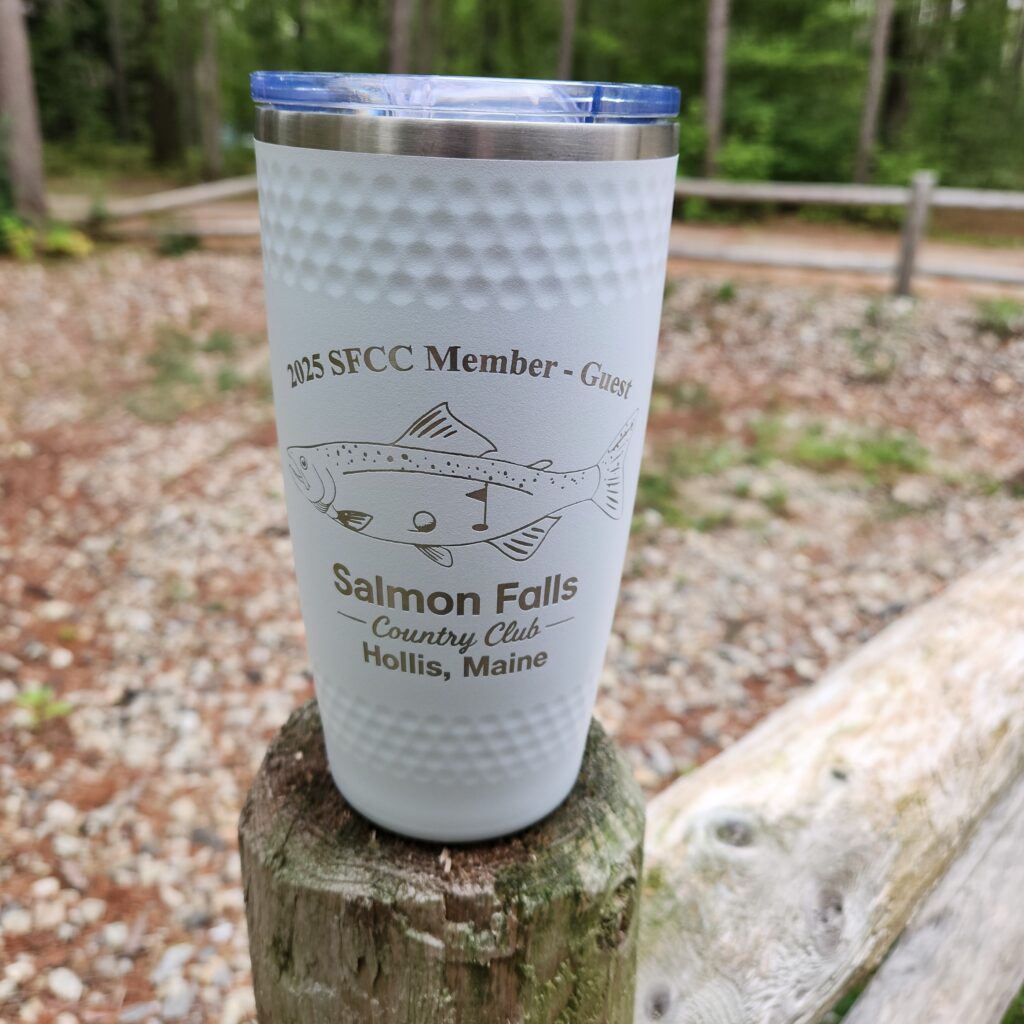 2025 SFCC Member - Guest
Salmon Falls
Country Club
Hollis, Maine